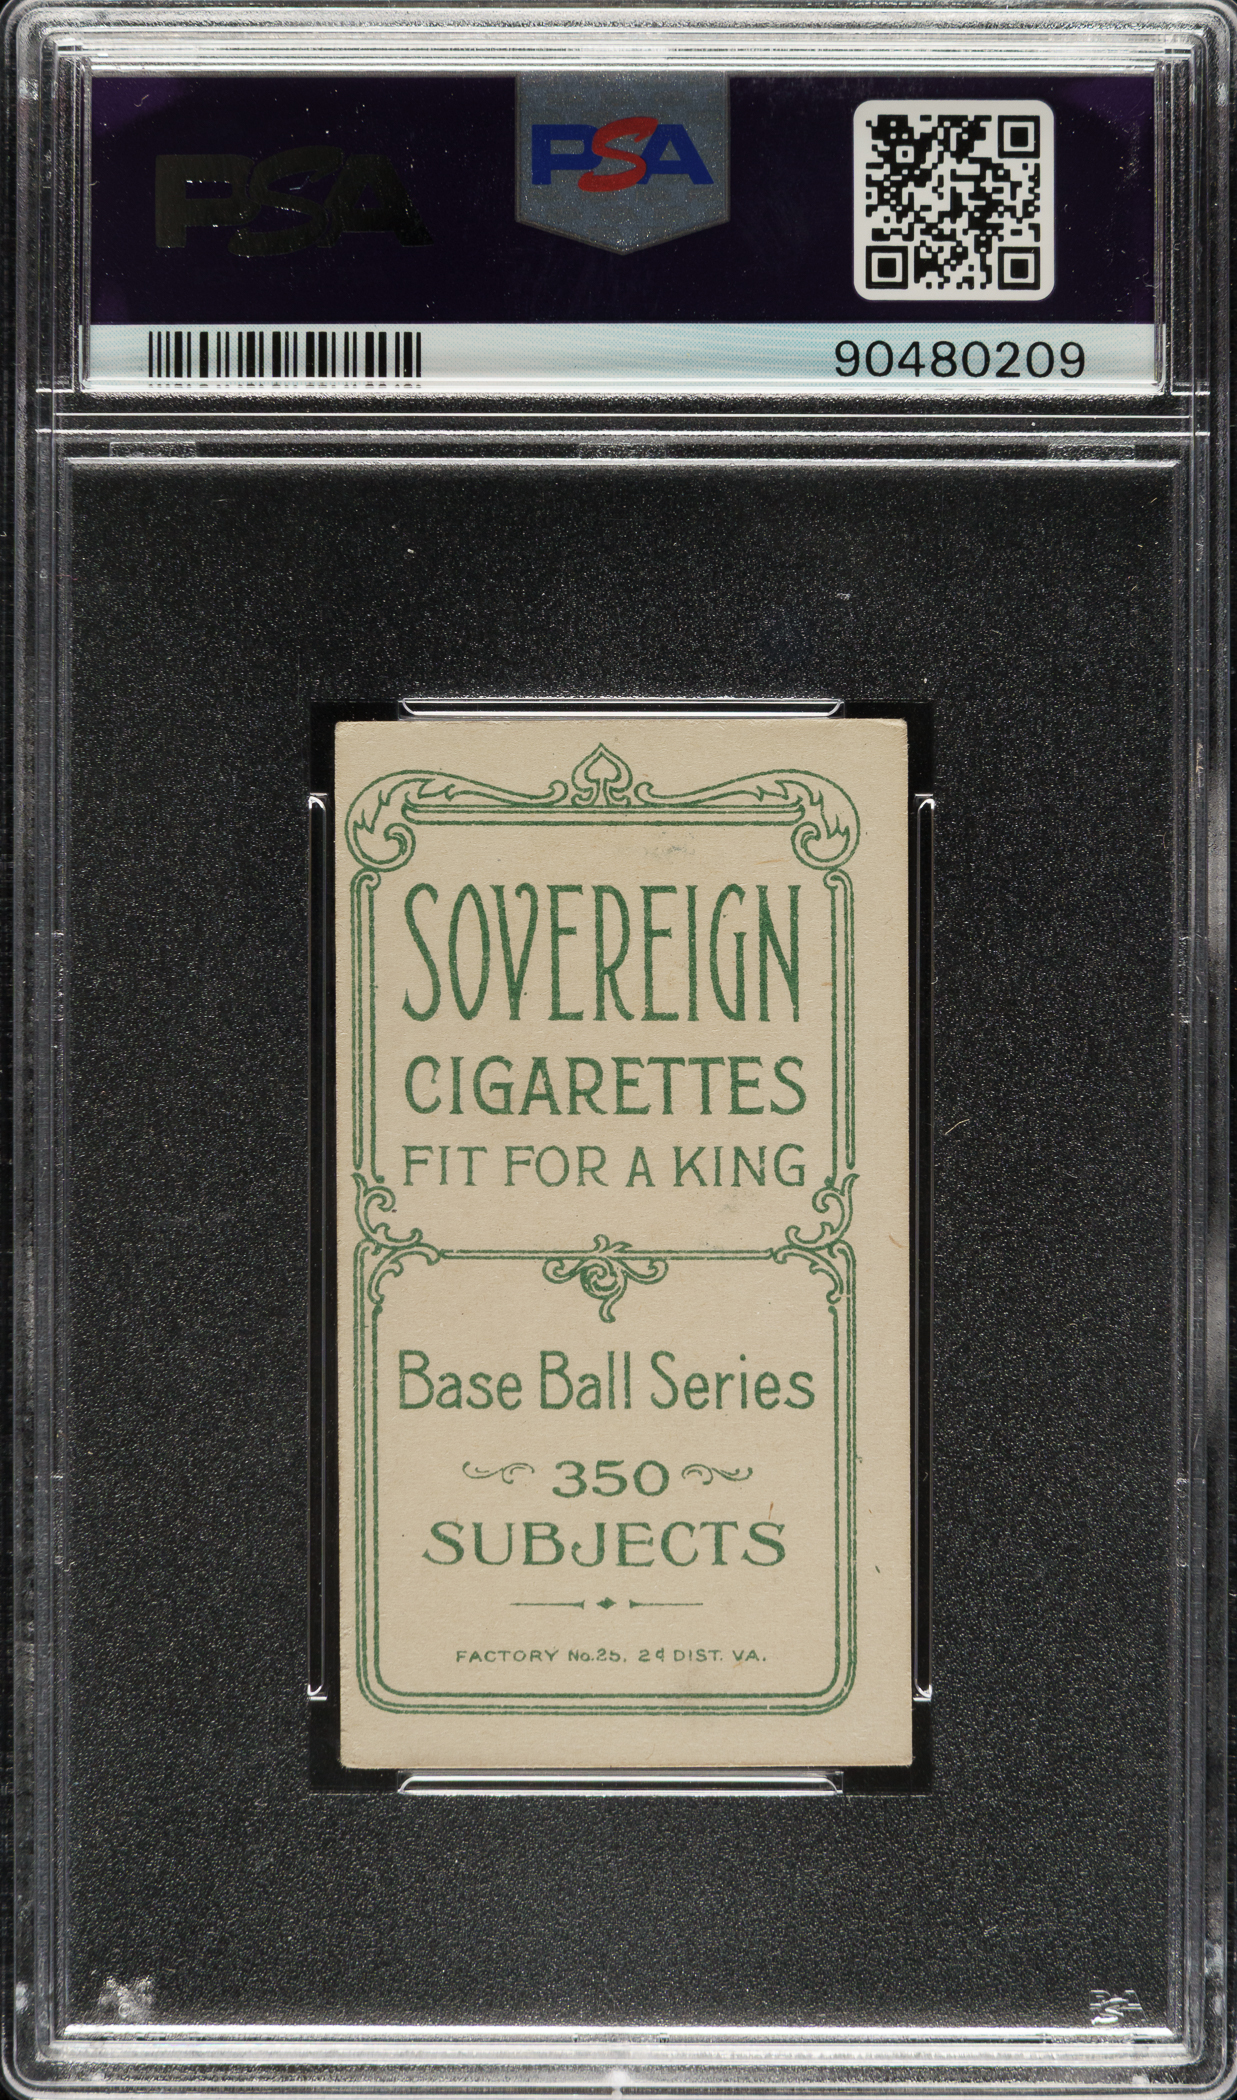 PSA
PSA
90480209
SOVEREIGN
CIGARETTES
FIT FOR A KING
Base Ball Series
350
SUBJECTS
FACTORY No.25, 2d DIST. VA.
PSA